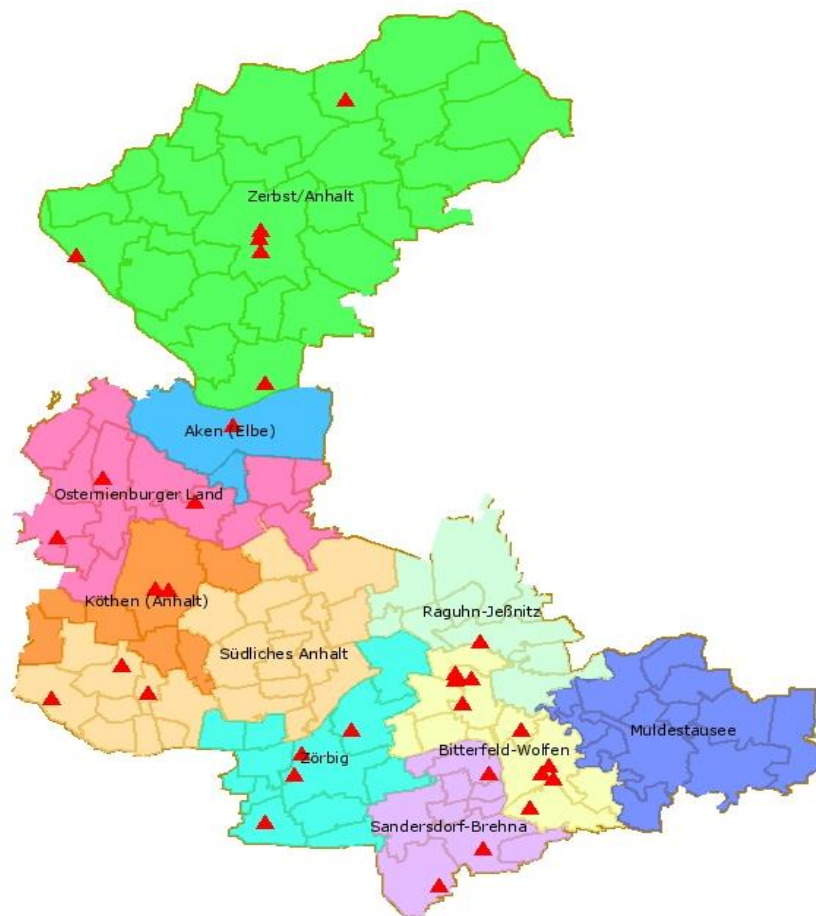 Zerbst/Anhalt
Aken (Elbe)
Osternienburger Land
Köthen (Anhalt)
Raguhn-Jeßnitz
Südliches Anhalt
Muldestausee
Bitterfeld-Wolfen
Zörbig
Sandersdorf-Brehna